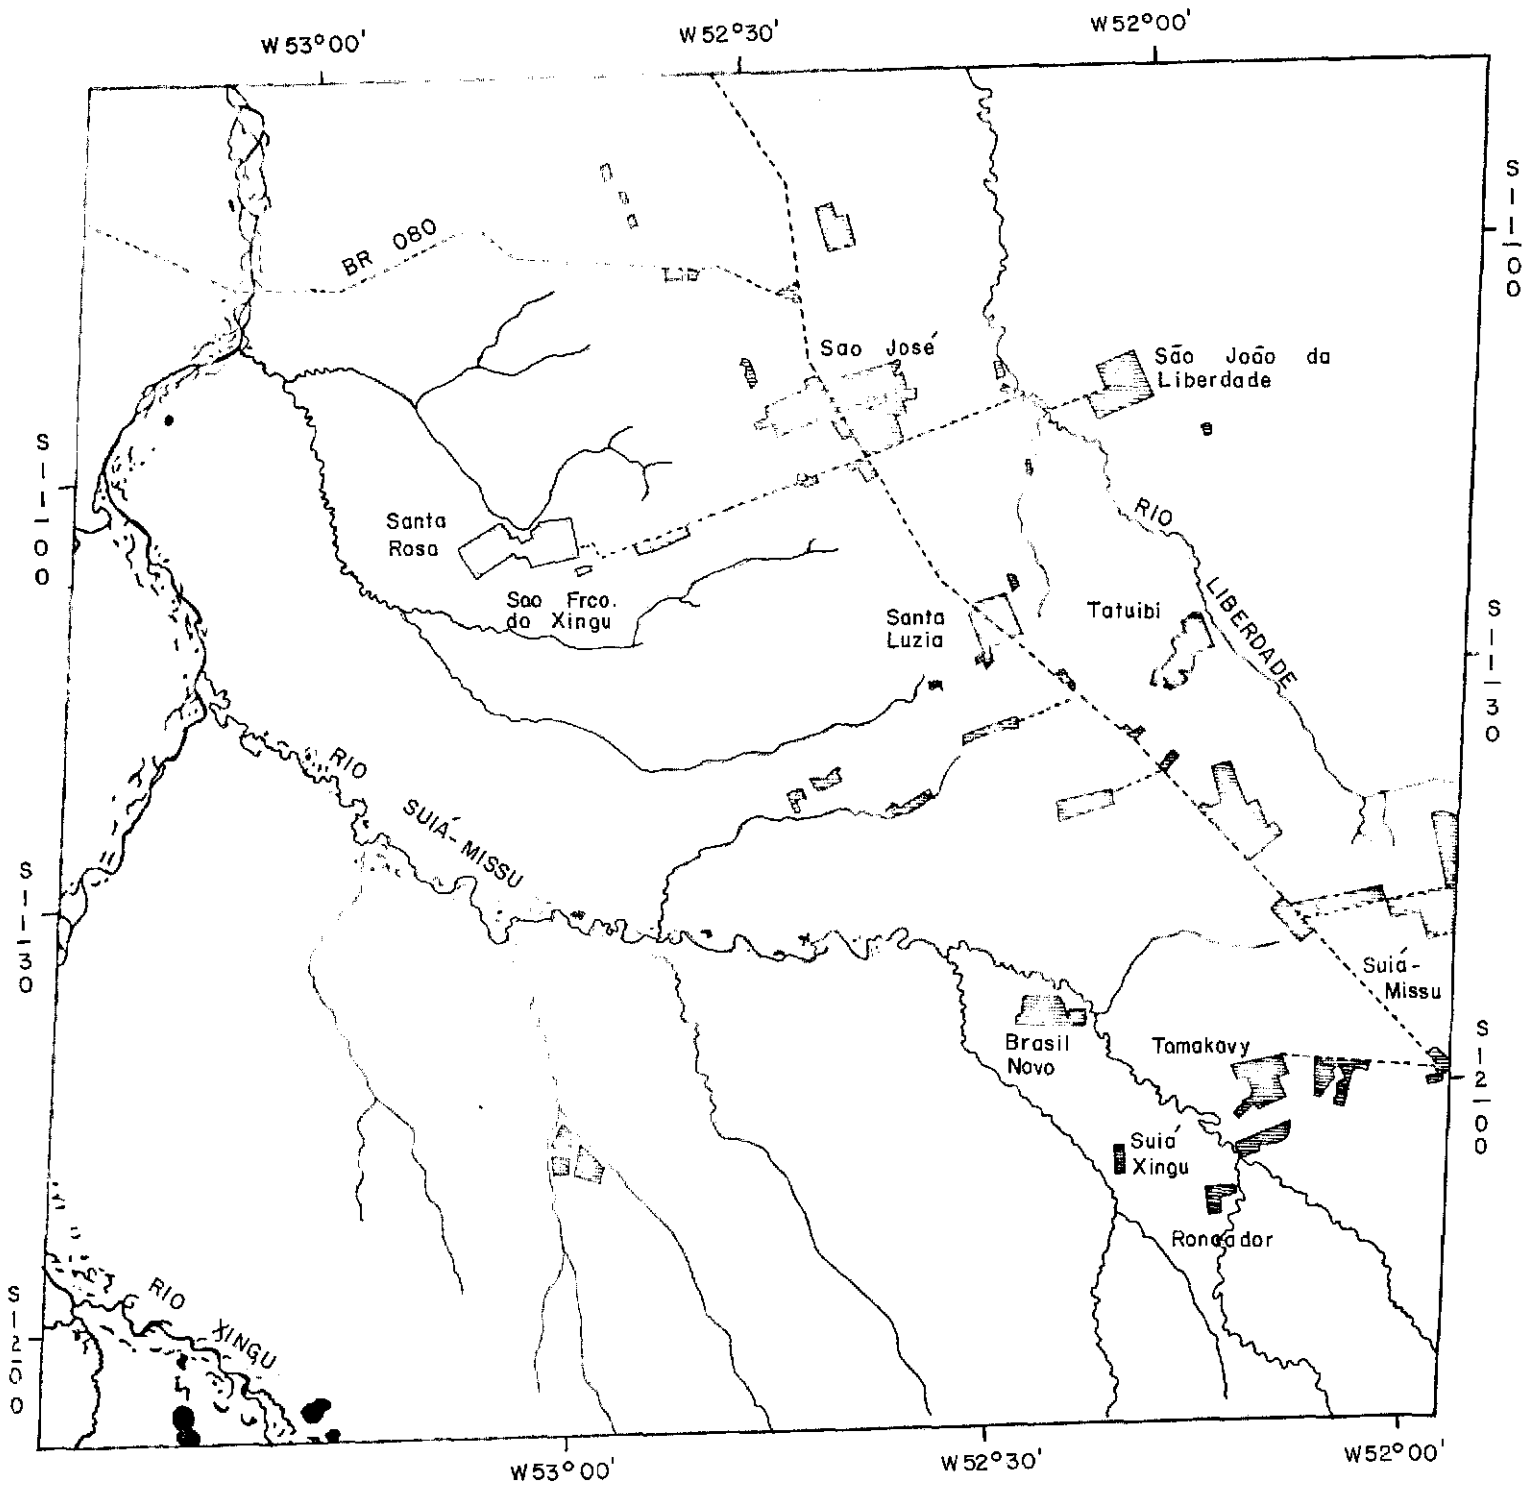 W 53°00'
W 52°30'
W 52°00'
S 11 00
BR 080
Sao José
São João da
Liberdade
S 11 00
Santa
Rosa
RIO
LIBERDADE
Sao Frco.
do Xingu
Santa
Luzia
Tatuibi
S 11 30
RIO
SUIÁ-MISSU
S 11 30
Suiá-
Missu
Brasil
Novo
Tamakavy
S 12 00
Suiá
Xingu
Roncador
RIO
XINGU
S 12 00
W 53°00'
W 52°30'
W 52°00'